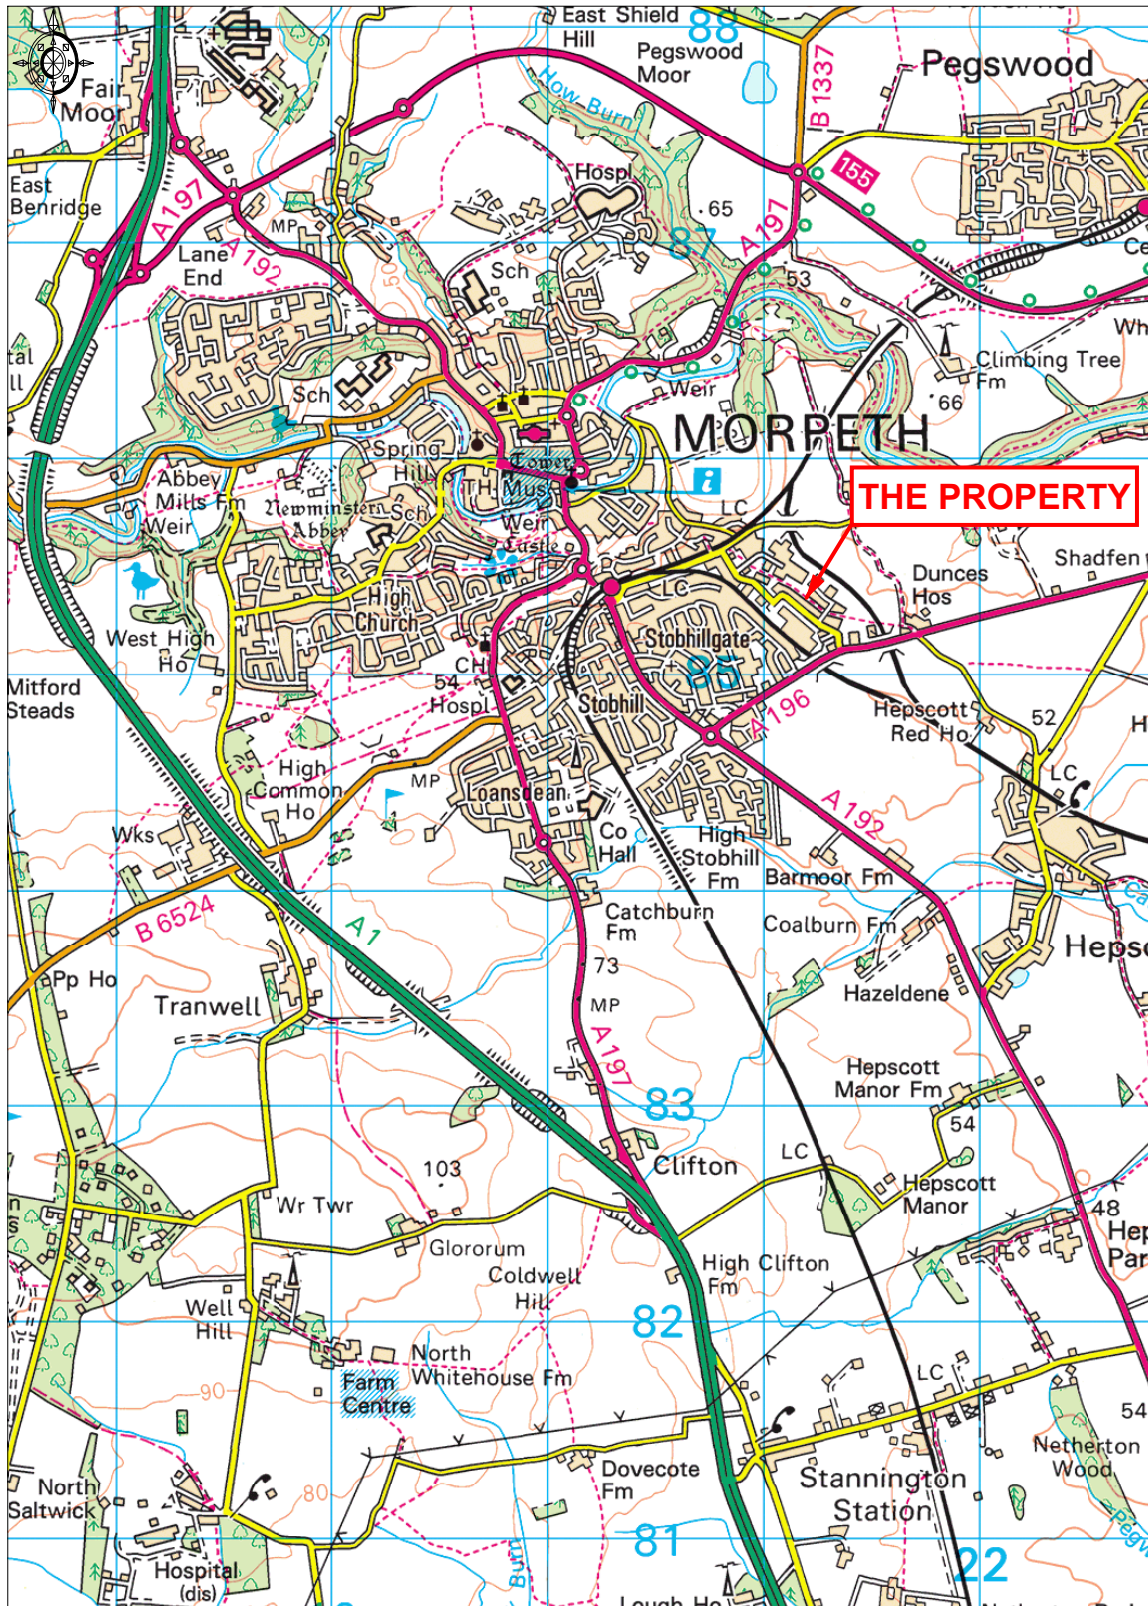 East Shield
Hill
88
Pegswood
Moor
B 1337
Pegswood
Fair
Moor
How Burn
155
East
Benridge
A197
MP
A192
Lane
End
50
Hospl
65
87
A197
Sch
53
Climbing Tree
Fm
66
Sch
Weir
MORPETH
Spring
Hill
Tower
TH
Mus
i
THE PROPERTY
Abbey
Mills Fm
Weir
Newminster
Abbey
Sch
Weir
Castle
LC
LC
Shadfen
Dunces
Hos
High
Church
West High
Ho
Stobhillgate
85
CH
54
Hospl
Stobhill
Mitford
Steads
A196
Hepscott
Red Ho
52
LC
High
Common
Ho
MP
Loansdean
Wks
Co
Hall
High
Stobhill
Fm
A192
Barmoor Fm
B 6524
A1
Catchburn
Fm
Coalburn Fm
73
MP
Hazeldene
Pp Ho
Tranwell
A197
Hepscott
Manor Fm
83
54
103
Clifton
LC
Hepscott
Manor
48
Wr Twr
Glororum
Coldwell
Hill
High Clifton
Fm
Well
Hill
82
North
Whitehouse Fm
Farm
Centre
90
LC
54
Netherton
Wood
Dovecote
Fm
Stannington
Station
North
Saltwick
80
81
Burn
22
Hospital
(dis)